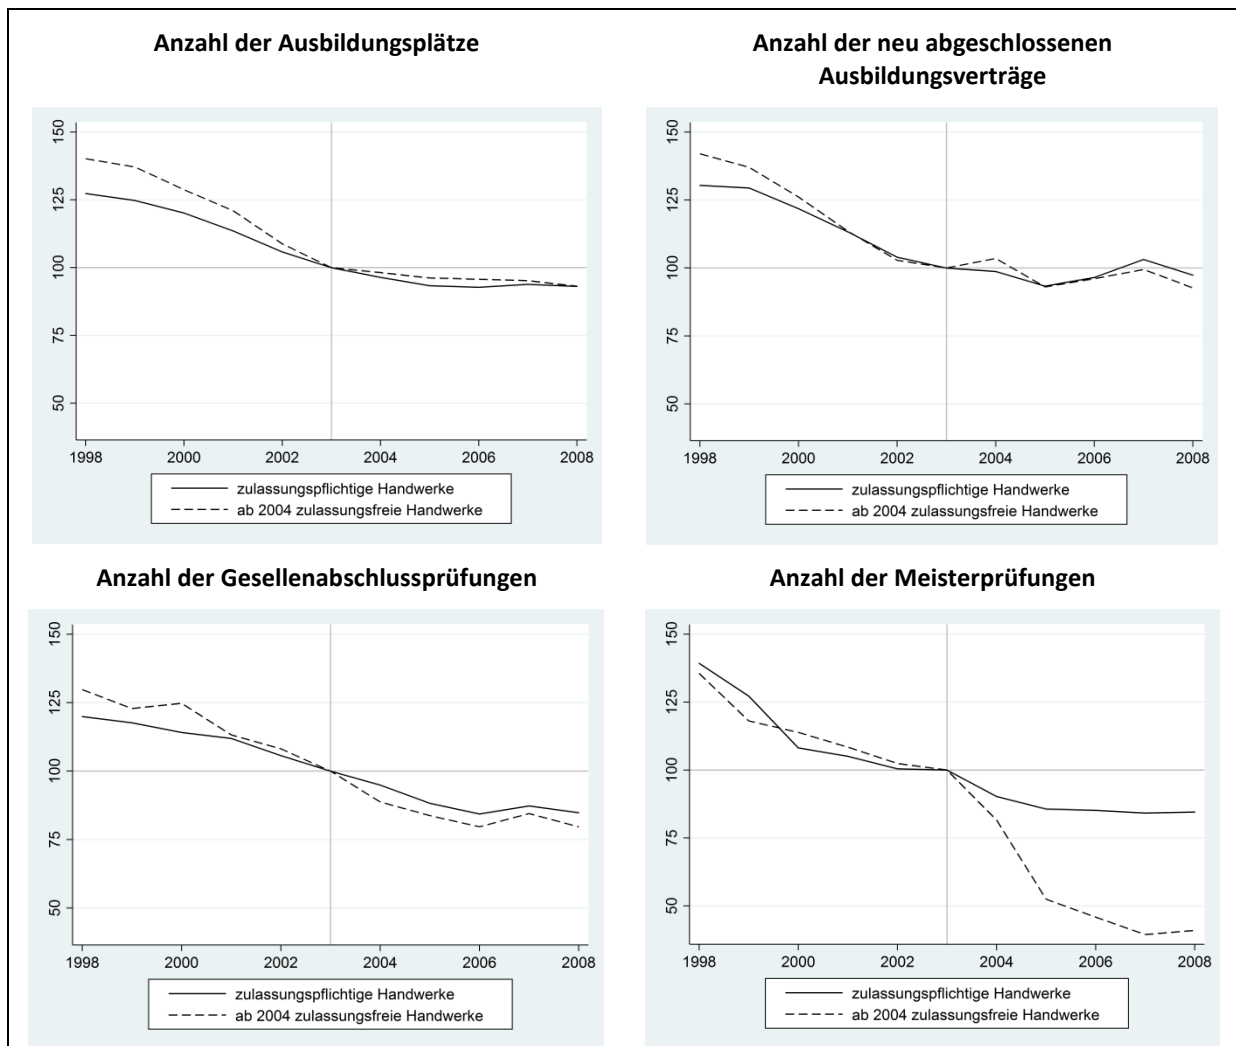 Anzahl der Ausbildungsplätze
150
125
100
75
50
1998 2000 2002 2004 2006 2008
zulassungspflichtige Handwerke
ab 2004 zulassungsfreie Handwerke
Anzahl der neu abgeschlossenen
Ausbildungsverträge
150
125
100
75
50
1998 2000 2002 2004 2006 2008
zulassungspflichtige Handwerke
ab 2004 zulassungsfreie Handwerke
Anzahl der Gesellenabschlussprüfungen
150
125
100
75
50
1998 2000 2002 2004 2006 2008
zulassungspflichtige Handwerke
ab 2004 zulassungsfreie Handwerke
Anzahl der Meisterprüfungen
150
125
100
75
50
1998 2000 2002 2004 2006 2008
zulassungspflichtige Handwerke
ab 2004 zulassungsfreie Handwerke